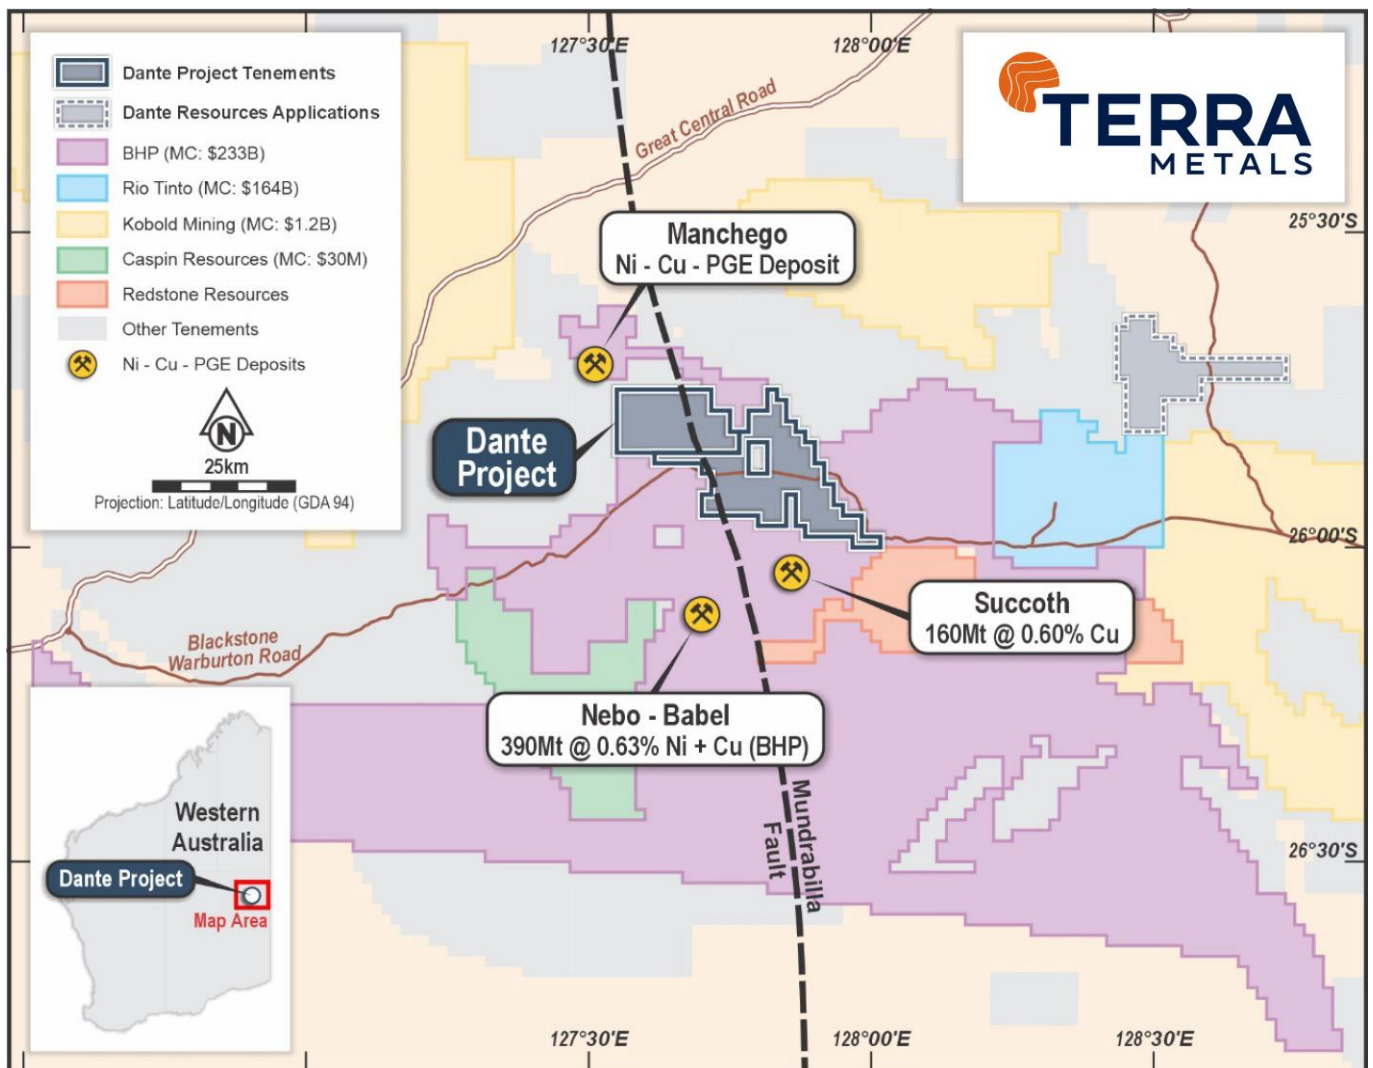 127°30'E
128°00'E
Dante Project Tenements
Dante Resources Applications
BHP (MC: $233B)
Rio Tinto (MC: $164B)
Kobold Mining (MC: $1.2B)
Caspin Resources (MC: $30M)
Redstone Resources
Other Tenements
Ni - Cu - PGE Deposits
N
25km
Projection: Latitude/Longitude (GDA 94)
TERRA
METALS
Great Central Road
25°30'S
Manchego
Ni - Cu - PGE Deposit
Dante
Project
26°00'S
Succoth
160Mt @ 0.60% Cu
Blackstone
Warburton Road
Nebo - Babel
390Mt @ 0.63% Ni + Cu (BHP)
Mundrabilla
Fault
26°30'S
Western
Australia
Dante Project
Map Area
127°30'E
128°00'E
128°30'E